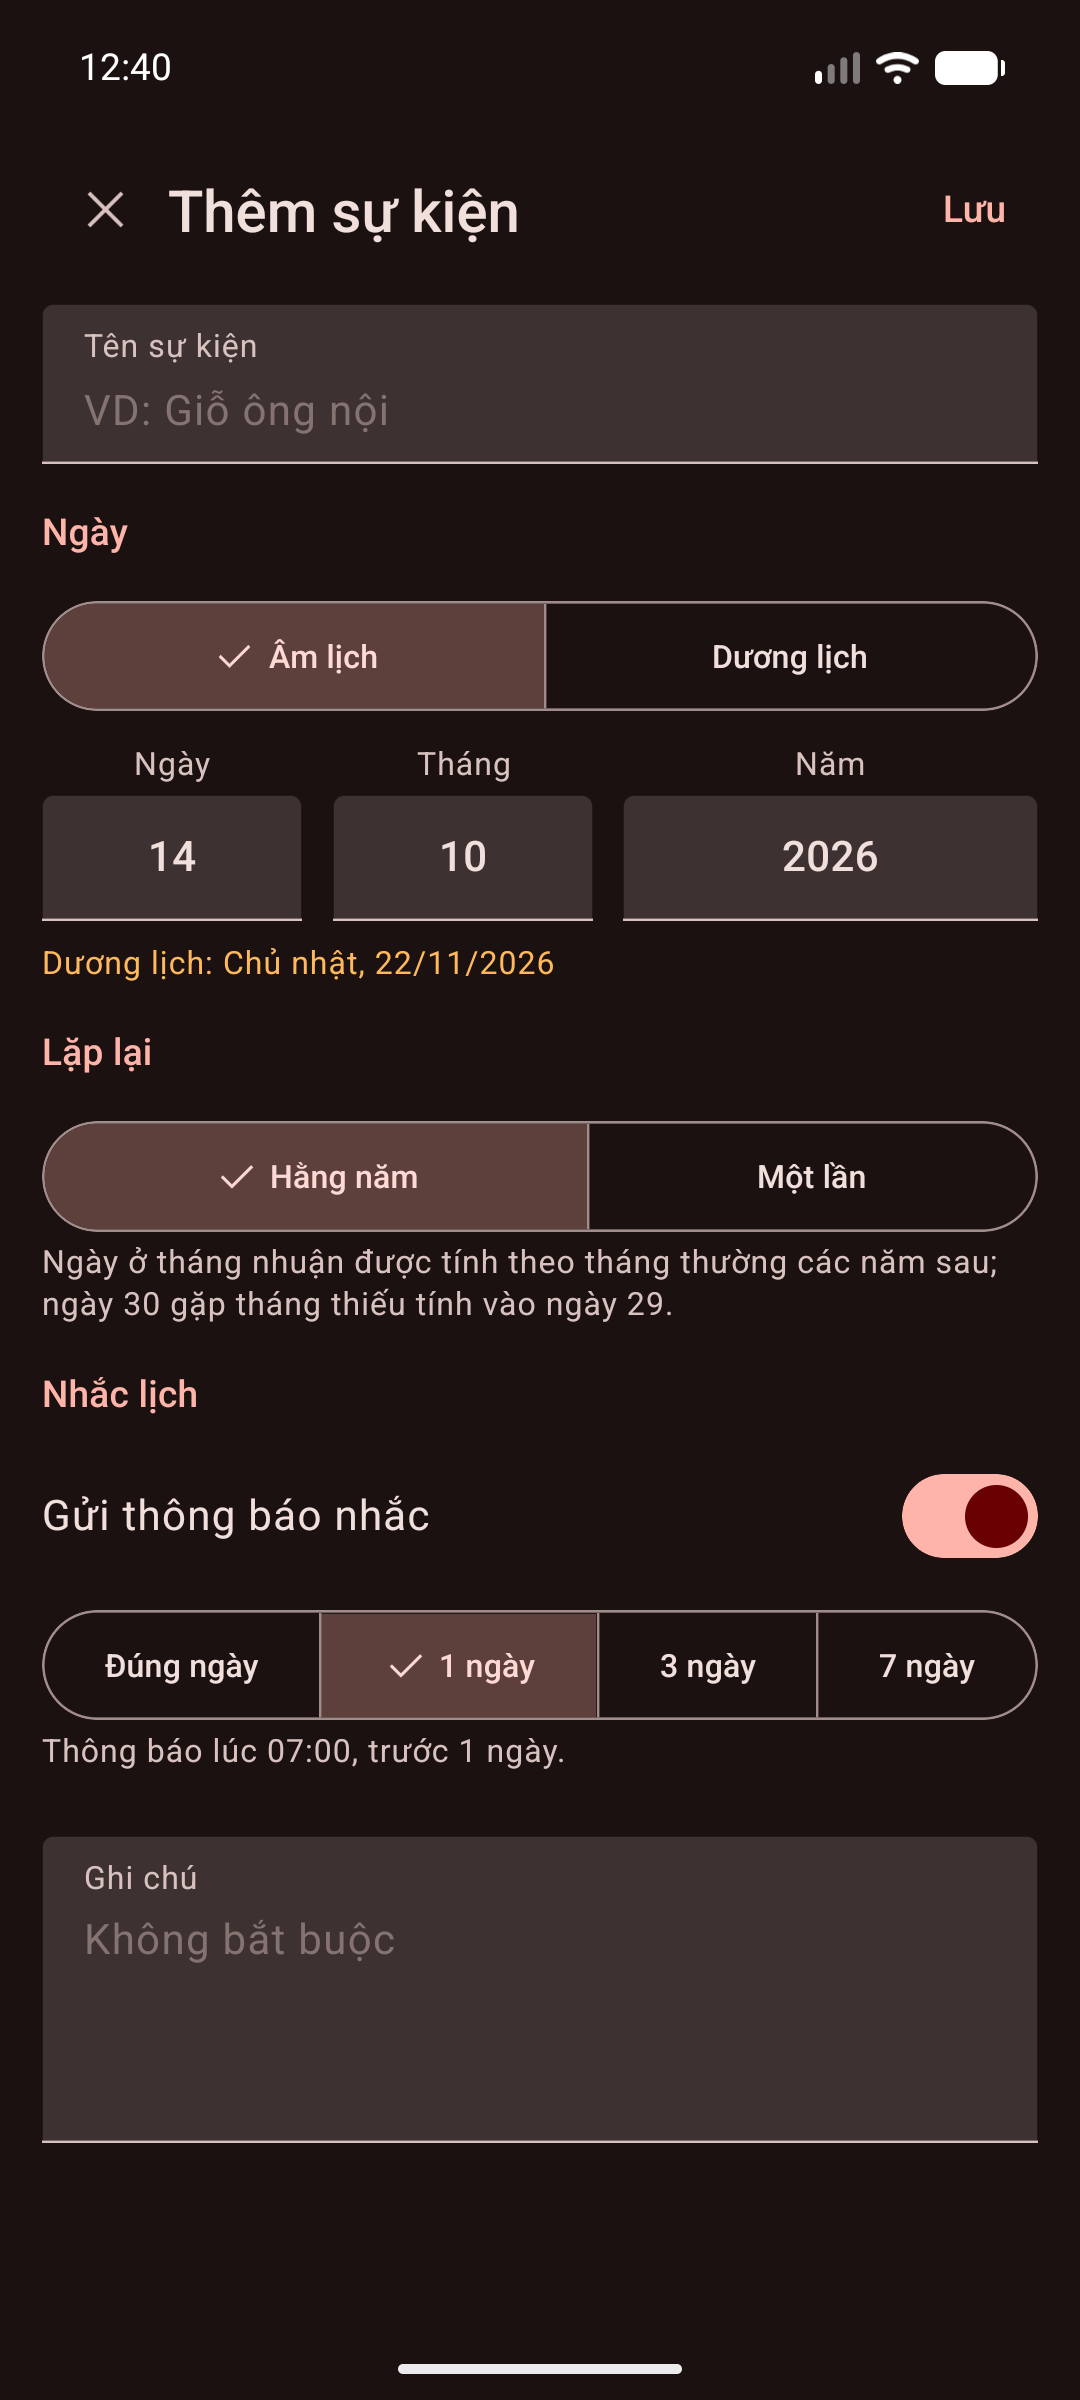 12:40
Thêm sự kiện
Lưu
Tên sự kiện
VD: Giỗ ông nội
Ngày
Âm lịch
Dương lịch
Ngày
Tháng
Năm
14
10
2026
Dương lịch: Chủ nhật, 22/11/2026
Lặp lại
Hằng năm
Một lần
Ngày ở tháng nhuận được tính theo tháng thường các năm sau;
ngày 30 gặp tháng thiếu tính vào ngày 29.
Nhắc lịch
Gửi thông báo nhắc
Đúng ngày
1 ngày
3 ngày
7 ngày
Thông báo lúc 07:00, trước 1 ngày.
Ghi chú
Không bắt buộc